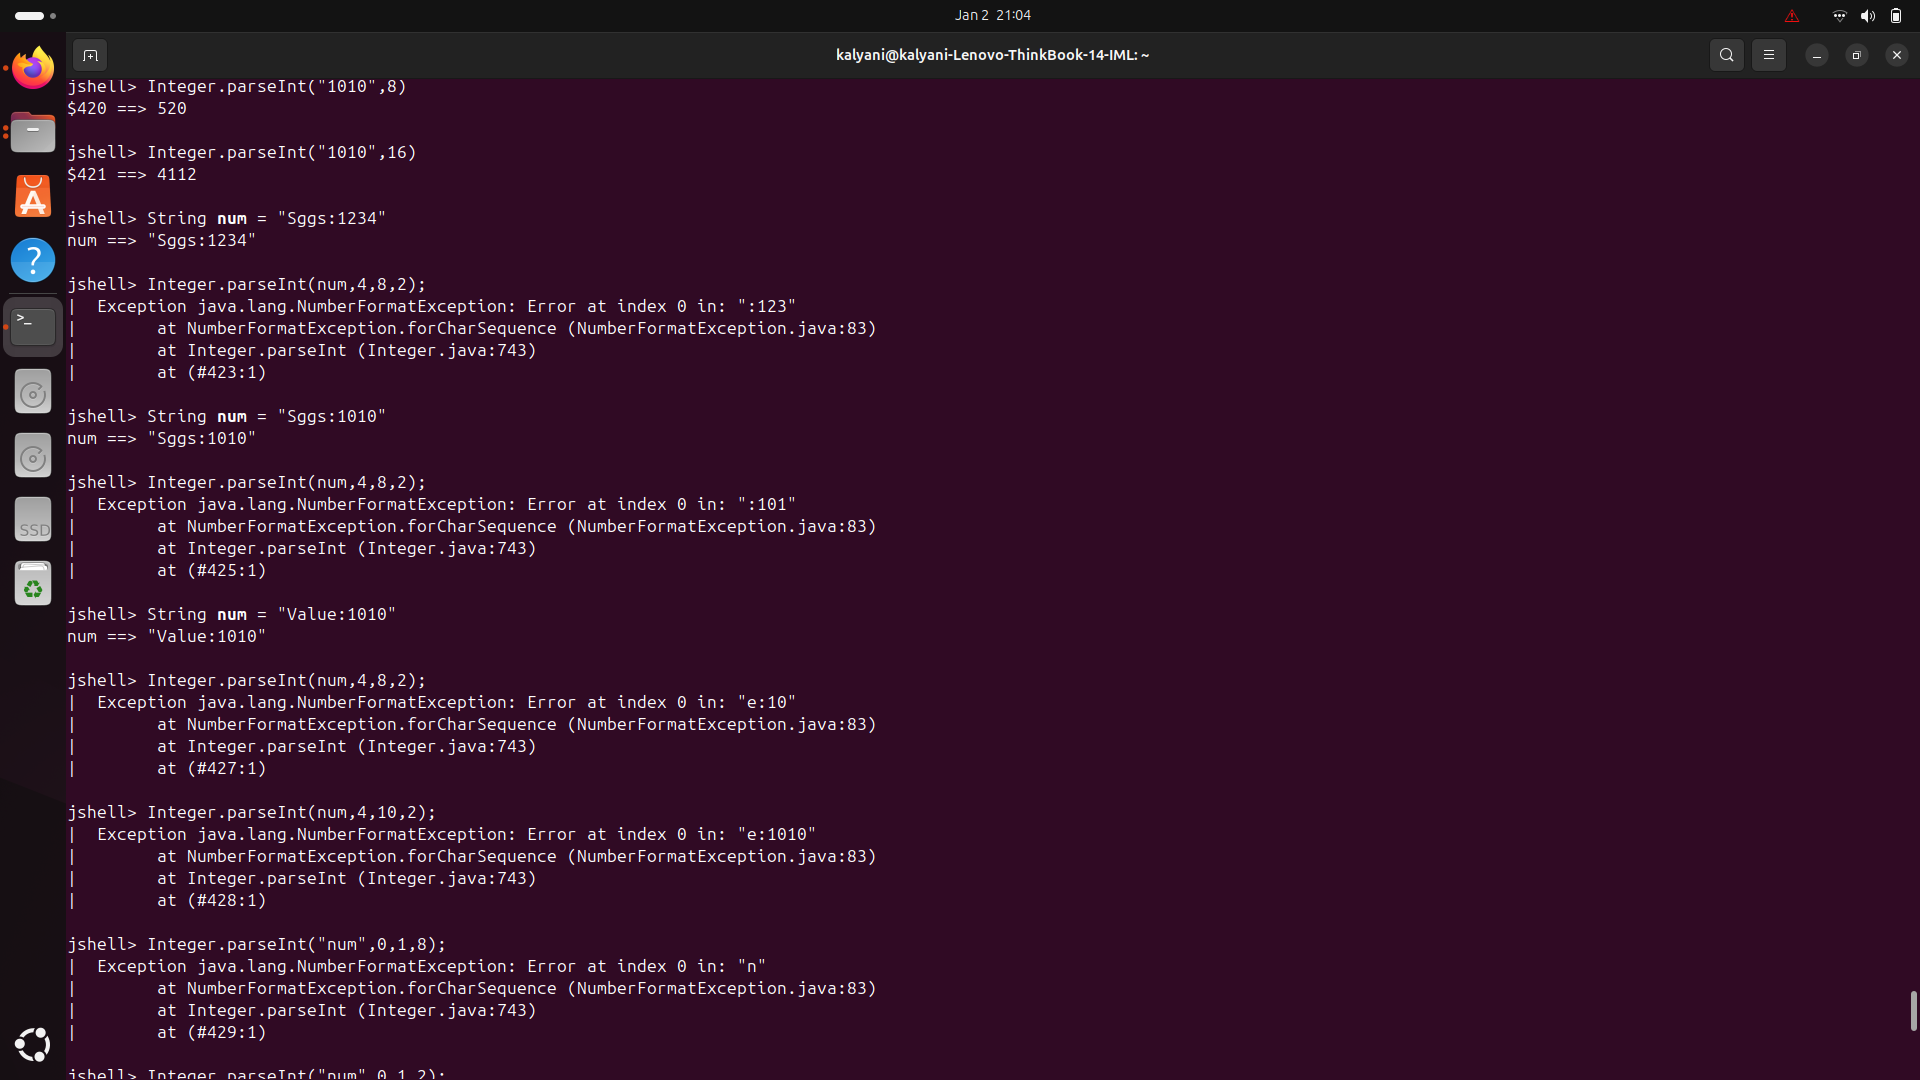 Jan 2 21:04
kalyani@kalyani-Lenovo-ThinkBook-14-IML: ~
jshell> Integer.parseInt("1010",8)
$420 ==> 520
jshell> Integer.parseInt("1010",16)
$421 ==> 4112
jshell> String num = "Sggs:1234"
num ==> "Sggs:1234"
jshell> Integer.parseInt(num,4,8,2);
|  Exception java.lang.NumberFormatException: Error at index 0 in: ":123"
|        at NumberFormatException.forCharSequence (NumberFormatException.java:83)
|        at Integer.parseInt (Integer.java:743)
|        at (#423:1)
jshell> String num = "Sggs:1010"
num ==> "Sggs:1010"
jshell> Integer.parseInt(num,4,8,2);
|  Exception java.lang.NumberFormatException: Error at index 0 in: ":101"
|        at NumberFormatException.forCharSequence (NumberFormatException.java:83)
|        at Integer.parseInt (Integer.java:743)
|        at (#425:1)
jshell> String num = "Value:1010"
num ==> "Value:1010"
jshell> Integer.parseInt(num,4,8,2);
|  Exception java.lang.NumberFormatException: Error at index 0 in: "e:10"
|        at NumberFormatException.forCharSequence (NumberFormatException.java:83)
|        at Integer.parseInt (Integer.java:743)
|        at (#427:1)
jshell> Integer.parseInt(num,4,10,2);
|  Exception java.lang.NumberFormatException: Error at index 0 in: "e:1010"
|        at NumberFormatException.forCharSequence (NumberFormatException.java:83)
|        at Integer.parseInt (Integer.java:743)
|        at (#428:1)
jshell> Integer.parseInt("num",0,1,8);
|  Exception java.lang.NumberFormatException: Error at index 0 in: "n"
|        at NumberFormatException.forCharSequence (NumberFormatException.java:83)
|        at Integer.parseInt (Integer.java:743)
|        at (#429:1)
jshell> Integer.parseInt("num",0,1,2);
SSD